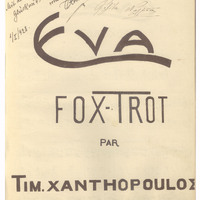 EVA
FOX-TROT
PAR
TIM. XANTHOPOULOS